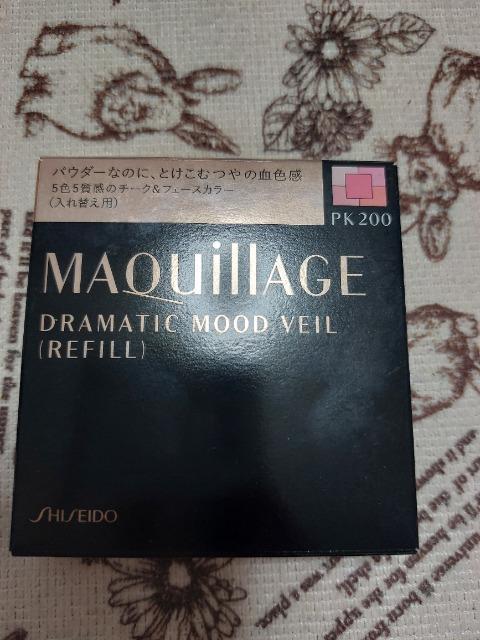 パウダーなのに、とけこむつやの血色感
5色5質感のチーク&フェースカラー
(入れ替え用)
PK200
MAQuillAGE
DRAMATIC MOOD VEIL
(REFILL)
SHISEIDO